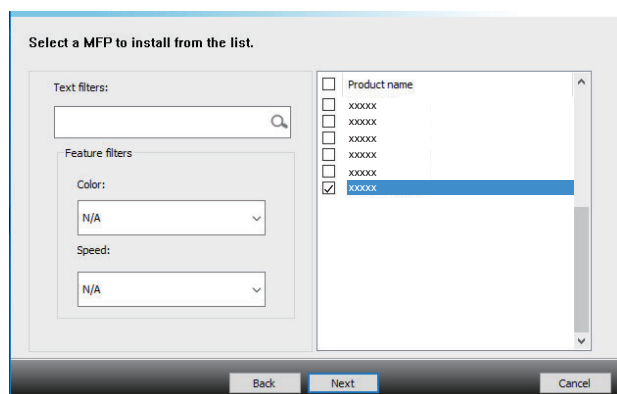 Select a MFP to install from the list.
Text filters:
Feature filters
Color:
N/A
Speed:
N/A
Product name
xxxxx
xxxxx
xxxxx
xxxxx
xxxxx
xxxxx
Back
Next
Cancel